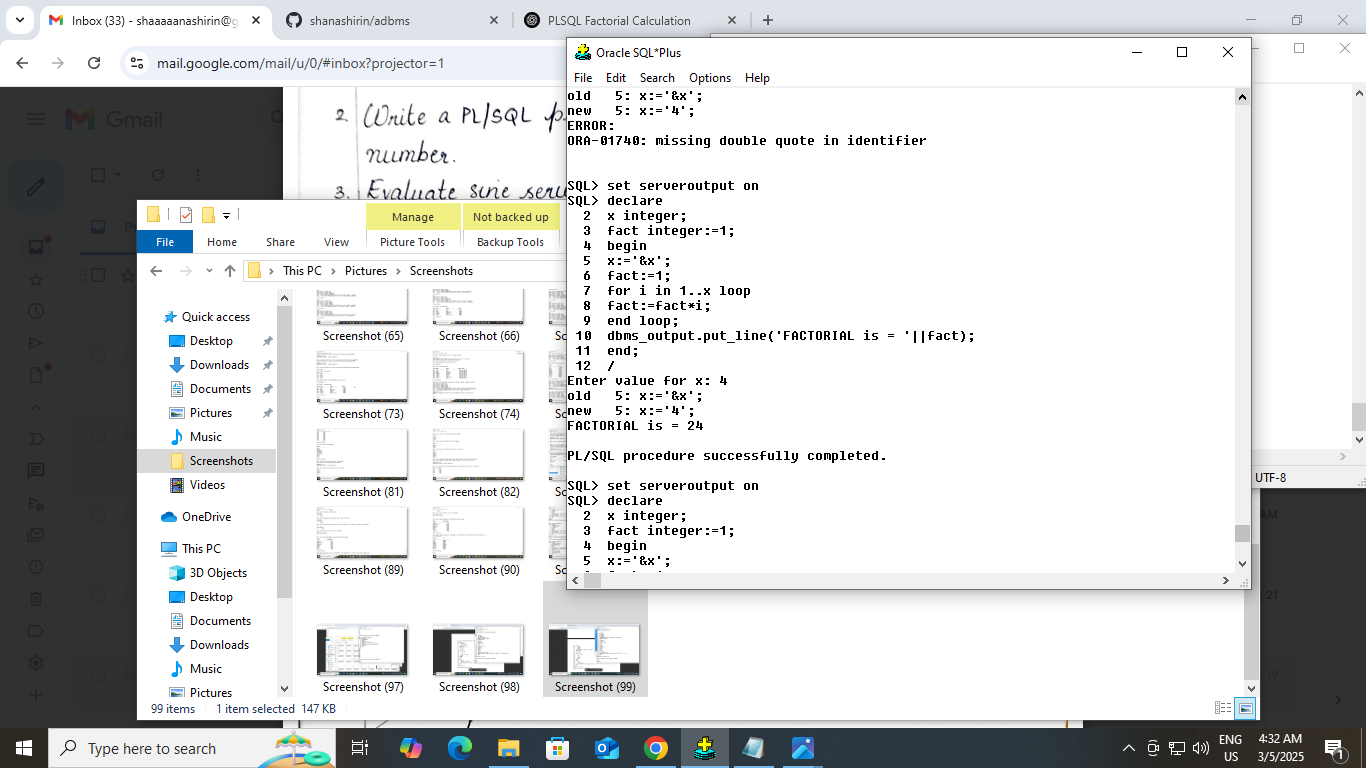 Inbox (33) - shaaaaanashirin@g
shanashirin/adbms
PLSQL Factorial Calculation
mail.google.com/mail/u/0/#inbox?projector=1
Gmail
2. Write a PL/SQL
number.
3. Evaluate sine
Manage
Not backed up
File
Home
Share
View
Picture Tools
Backup Tools
This PC
Pictures
Screenshots
Quick access
Desktop
Downloads
Documents
Pictures
Music
Screenshots
Videos
OneDrive
This PC
3D Objects
Desktop
Documents
Downloads
Music
Pictures
Screenshot (65)
Screenshot (66)
Screenshot (73)
Screenshot (74)
Screenshot (81)
Screenshot (82)
Screenshot (89)
Screenshot (90)
Screenshot (97)
Screenshot (98)
Screenshot (99)
99 items
1 item selected 147 KB
Oracle SQL*Plus
File Edit Search Options Help
old 5: x:='&x';
new 5: x:='4';
ERROR:
ORA-01740: missing double quote in identifier
SQL> set serveroutput on
SQL> declare
2 x integer;
3 fact integer:=1;
4 begin
5 x:='&x';
6 fact:=1;
7 for i in 1..x loop
8 fact:=fact*i;
9 end loop;
10 dbms_output.put_line('FACTORIAL is = '||fact);
11 end;
12 /
Enter value for x: 4
old 5: x:='&x';
new 5: x:='4';
FACTORIAL is = 24
PL/SQL procedure successfully completed.
SQL> set serveroutput on
SQL> declare
2 x integer;
3 fact integer:=1;
4 begin
5 x:='&x';
UTF-8
AM
21
19
Type here to search
ENG
US
4:32 AM
3/5/2025
1